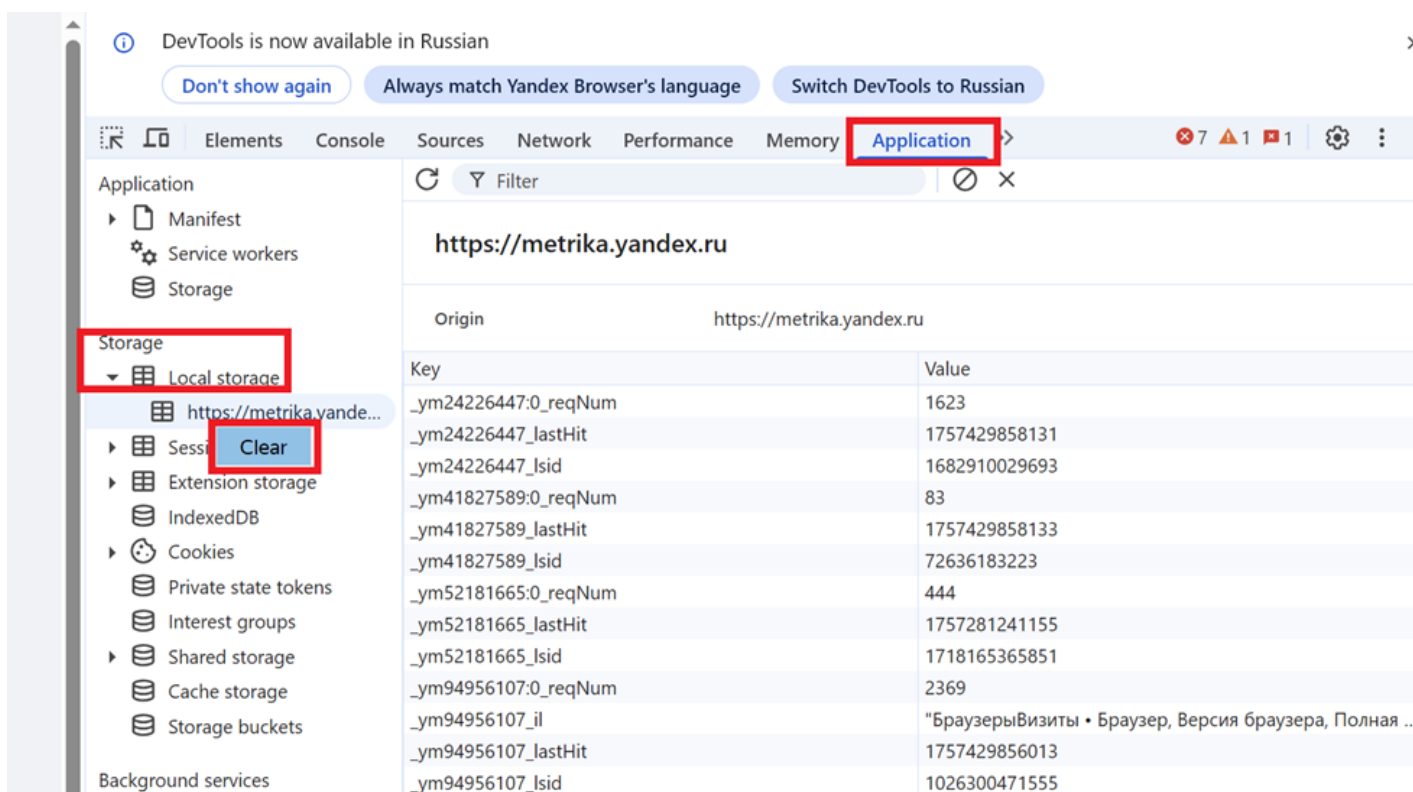 DevTools is now available in Russian
Don't show again Always match Yandex Browser's language Switch DevTools to Russian
Elements Console Sources Network Performance Memory Application 7 1 1
Application
Manifest
Service workers
Storage
Storage
Local storage
https://metrika.yande...
Clear
Extension storage
IndexedDB
Cookies
Private state tokens
Interest groups
Shared storage
Cache storage
Storage buckets
Background services
Filter
https://metrika.yandex.ru
Origin https://metrika.yandex.ru
Key Value
_ym24226447:0_reqNum 1623
_ym24226447_lastHit 1757429858131
_ym24226447_lsid 1682910029693
_ym41827589:0_reqNum 83
_ym41827589_lastHit 1757429858133
_ym41827589_lsid 72636183223
_ym52181665:0_reqNum 444
_ym52181665_lastHit 1757281241155
_ym52181665_lsid 1718165365851
_ym94956107:0_reqNum 2369
_ym94956107_il "БраузерыВизиты • Браузер, Версия браузера, Полная ..
_ym94956107_lastHit 1757429856013
_ym94956107_lsid 1026300471555